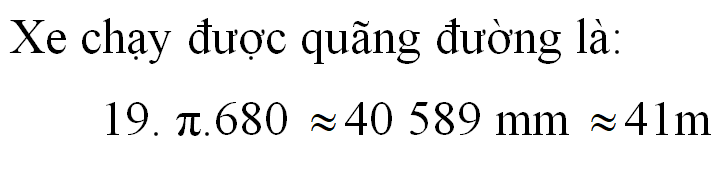 Xe chạy được quãng đường là:
19. π.680 ≈40 589 mm ≈41m